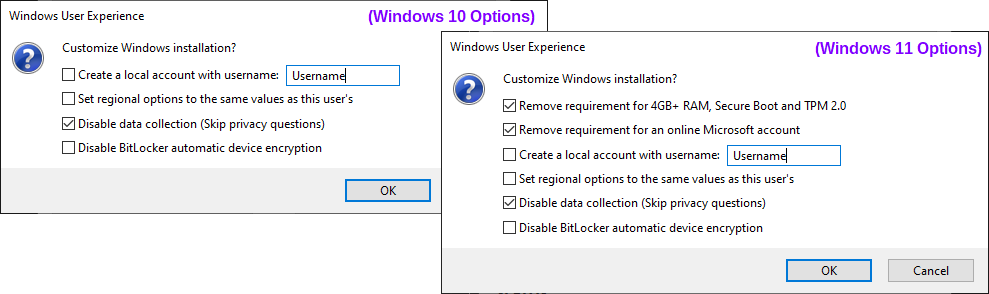 Windows User Experience
(Windows 10 Options)
Customize Windows installation?
Create a local account with username: Username
Set regional options to the same values as this user's
Disable data collection (Skip privacy questions)
Disable BitLocker automatic device encryption
OK
Windows User Experience
(Windows 11 Options)
Customize Windows installation?
Remove requirement for 4GB+ RAM, Secure Boot and TPM 2.0
Remove requirement for an online Microsoft account
Create a local account with username: Username
Set regional options to the same values as this user's
Disable data collection (Skip privacy questions)
Disable BitLocker automatic device encryption
OK Cancel